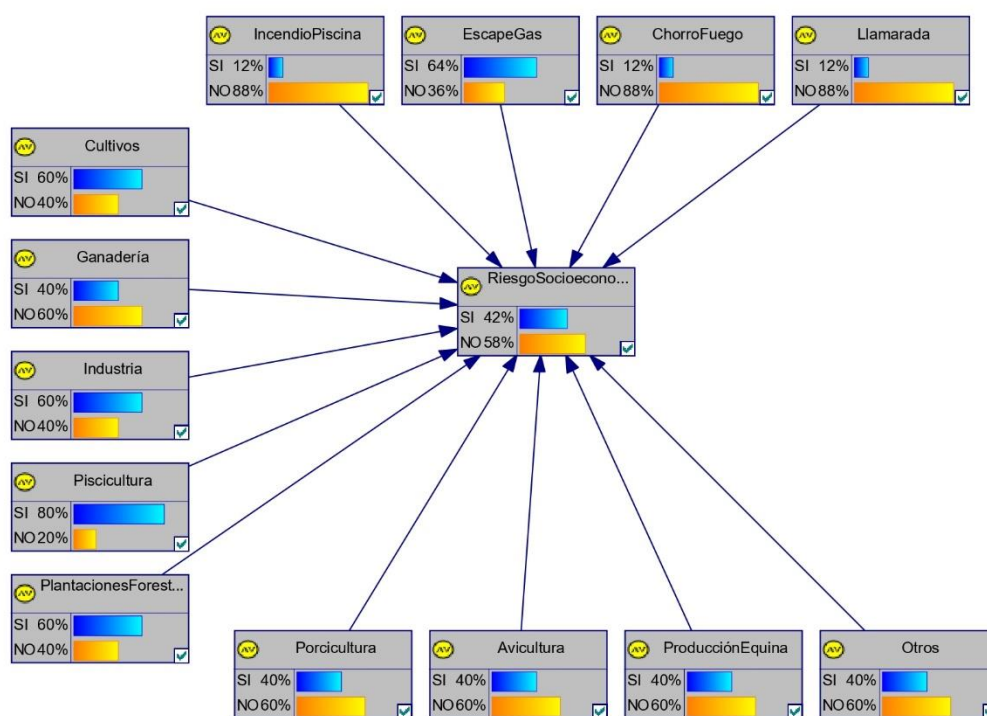 IncendioPiscina
SI 12%
NO 88%
EscapeGas
SI 64%
NO 36%
ChorroFuego
SI 12%
NO 88%
Llamarada
SI 12%
NO 88%
Cultivos
SI 60%
NO 40%
Ganadería
SI 40%
NO 60%
Industria
SI 60%
NO 40%
Piscicultura
SI 80%
NO 20%
PlantacionesForest...
SI 60%
NO 40%
RiesgoSocioecono...
SI 42%
NO 58%
Porcicultura
SI 40%
NO 60%
Avicultura
SI 40%
NO 60%
ProducciónEquina
SI 40%
NO 60%
Otros
SI 40%
NO 60%